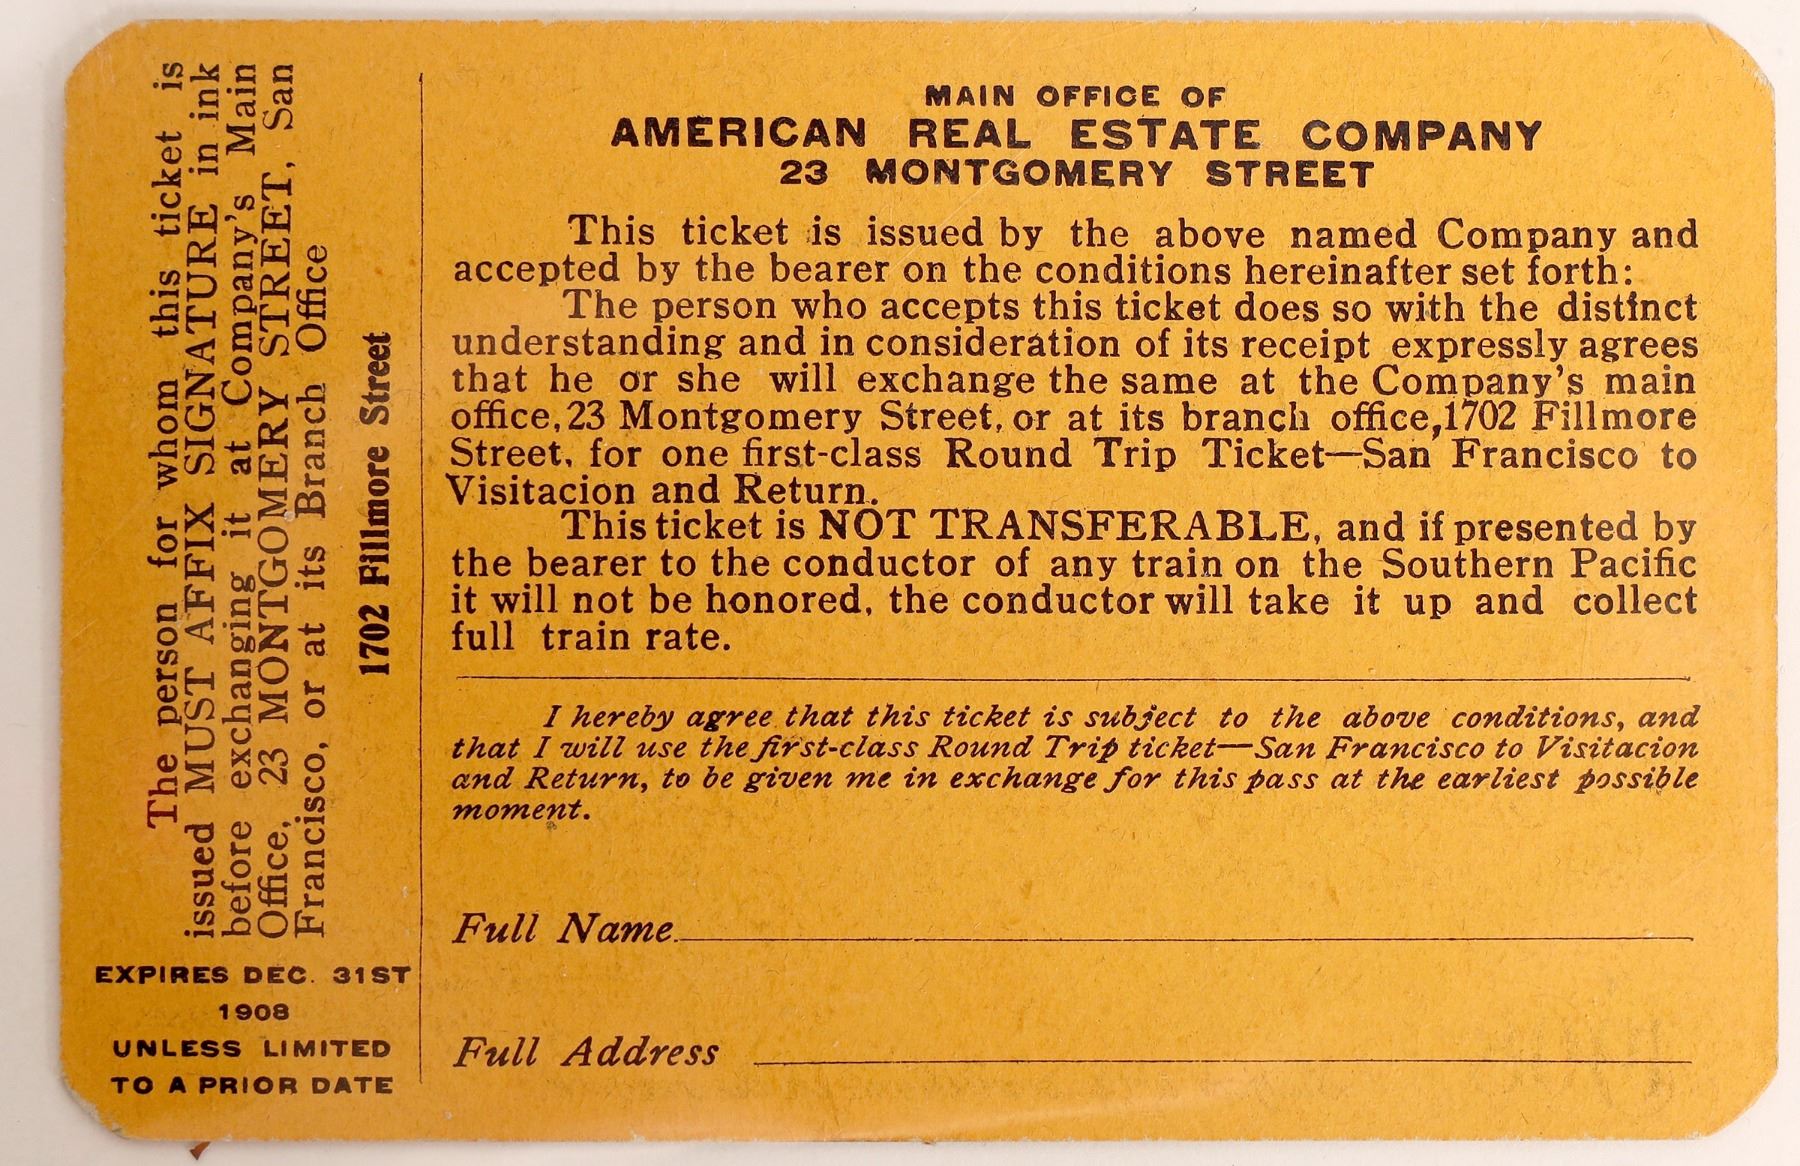 The person for whom this ticket is
issued MUST AFFIX SIGNATURE in ink
before exchanging it at Company's Main
Office, 23 MONTGOMERY STREET, San
Francisco, or at its Branch Office
1702 Fillmore Street
EXPIRES DEC. 31ST
1908
UNLESS LIMITED
TO A PRIOR DATE
MAIN OFFICE OF
AMERICAN REAL ESTATE COMPANY
23 MONTGOMERY STREET
This ticket is issued by the above named Company and
accepted by the bearer on the conditions hereinafter set forth:
The person who accepts this ticket does so with the distinct
understanding and in consideration of its receipt expressly agrees
that he or she will exchange the same at the Company's main
office, 23 Montgomery Street, or at its branch office, 1702 Fillmore
Street, for one first-class Round Trip Ticket—San Francisco to
Visitacion and Return.
This ticket is NOT TRANSFERABLE, and if presented by
the bearer to the conductor of any train on the Southern Pacific
it will not be honored, the conductor will take it up and collect
full train rate.
I hereby agree that this ticket is subject to the above conditions, and
that I will use the first-class Round Trip ticket—San Francisco to Visitacion
and Return, to be given me in exchange for this pass at the earliest possible
moment.
Full Name
Full Address